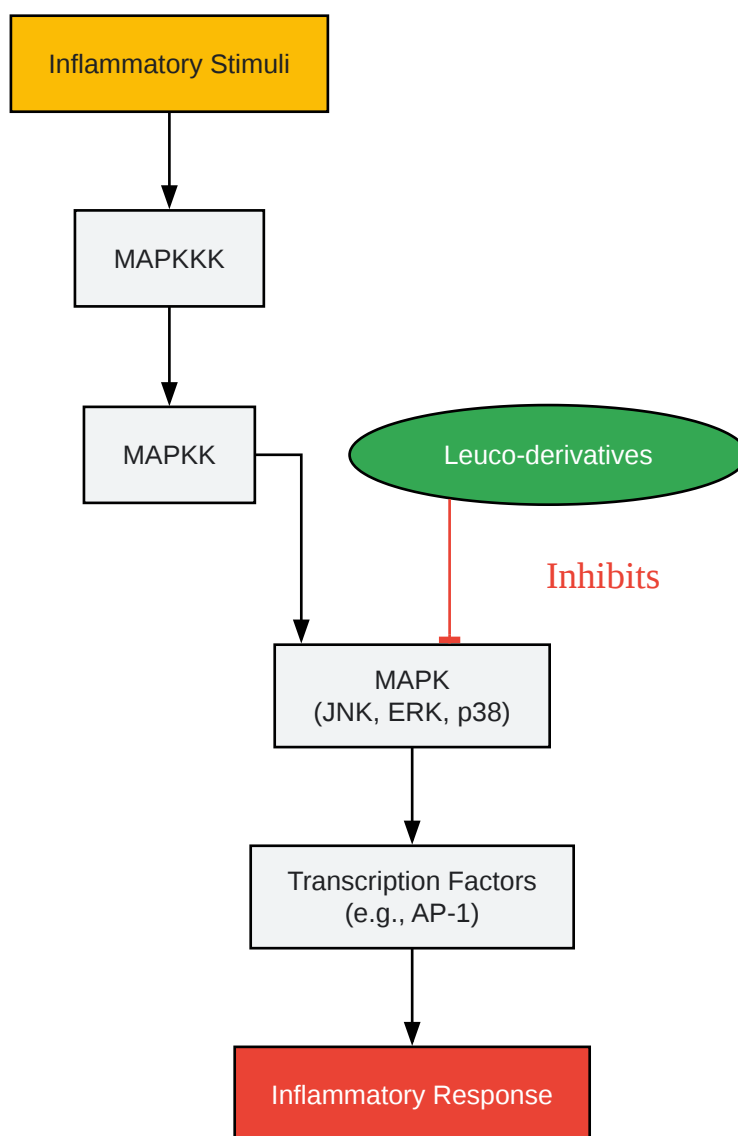 Inflammatory Stimuli
MAPKKK
MAPKK
Leuco-derivatives
Inhibits
MAPK
(JNK, ERK, p38)
Transcription Factors
(e.g., AP-1)
Inflammatory Response